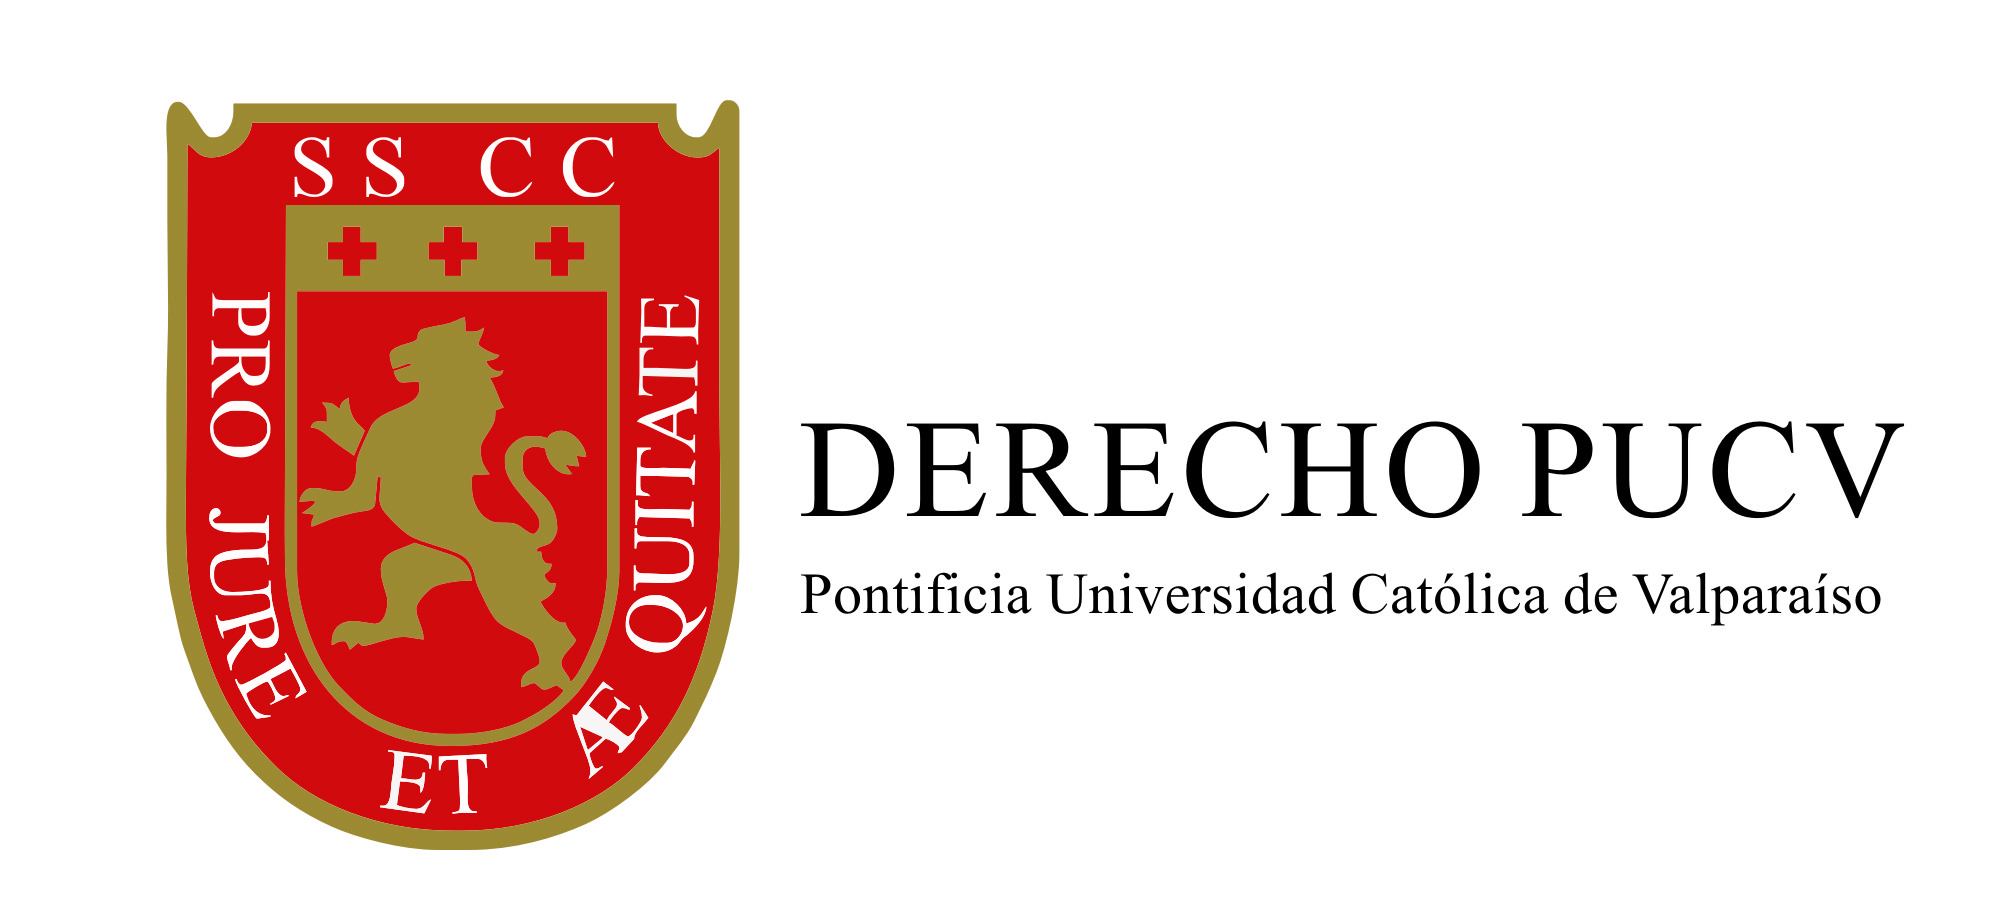 SS CC
PRO JURE ET ÆQUITATE
DERECHO PUCV
Pontificia Universidad Católica de Valparaíso